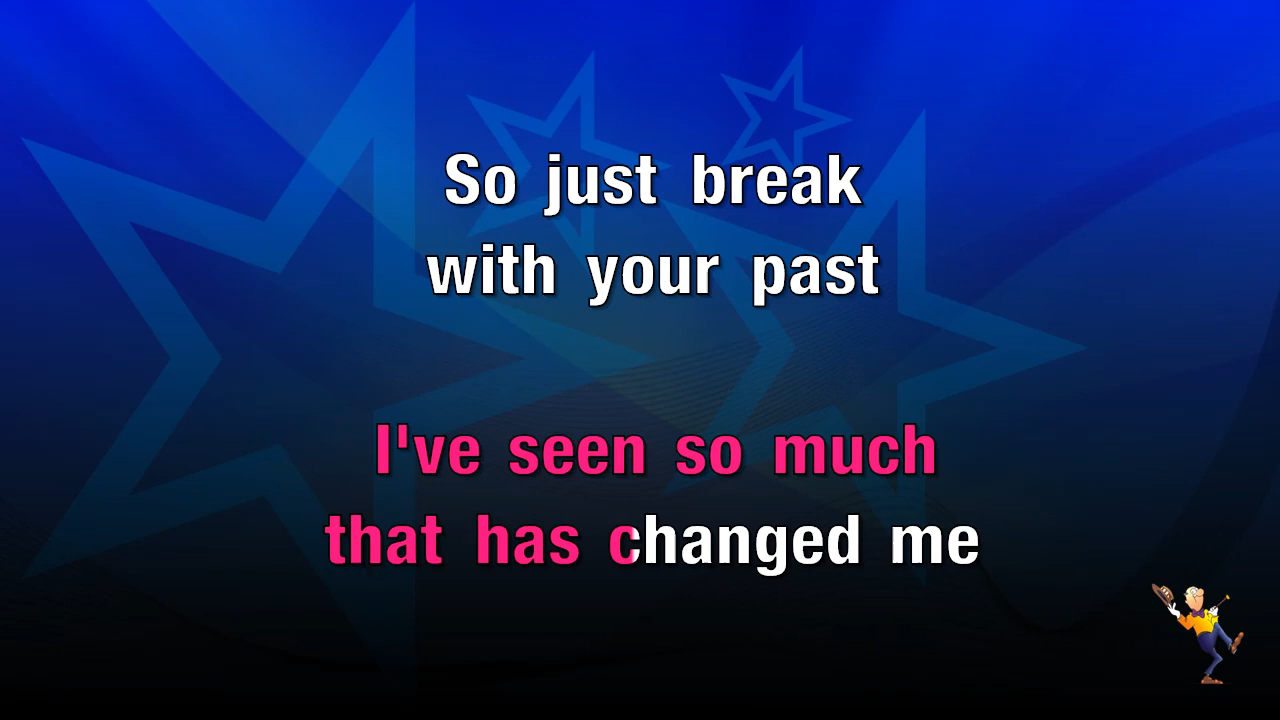 So just break
with your past
I've seen so much
that has changed me